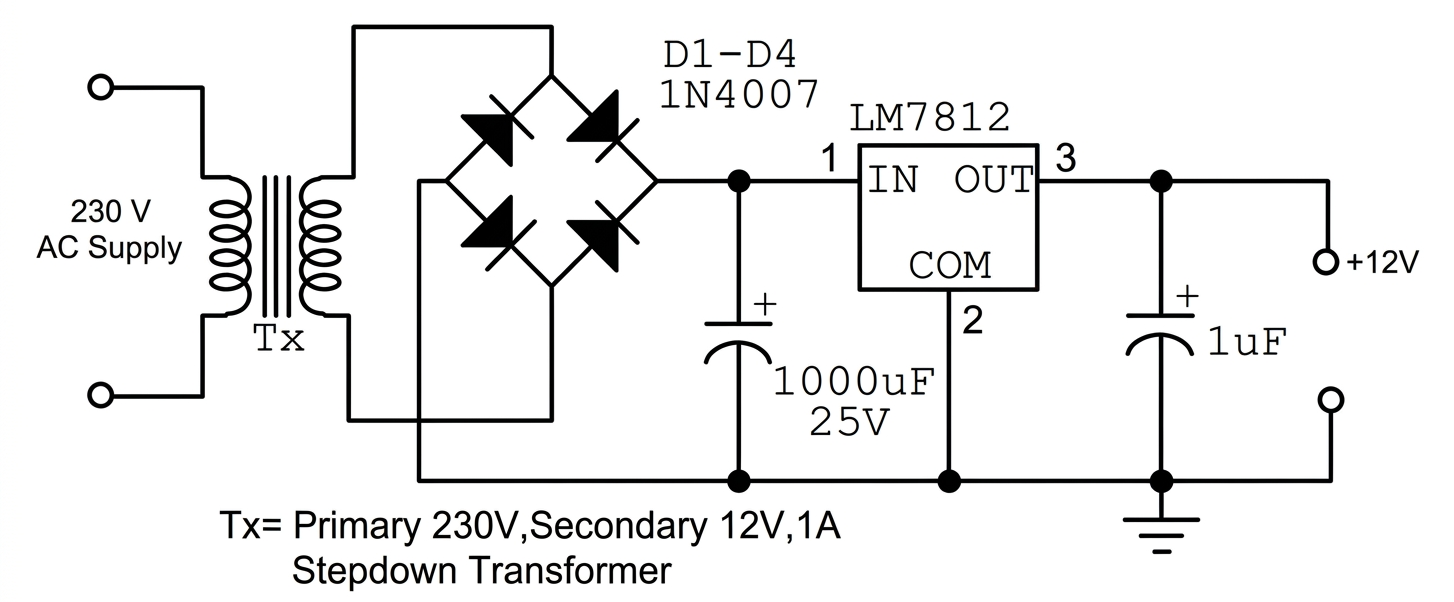 D1-D4
1N4007
LM7812
1
IN OUT
3
230 V
AC Supply
COM
+12V
+
+
2
Tx
1uF
1000uF
25V
Tx= Primary 230V,Secondary 12V,1A
Stepdown Transformer